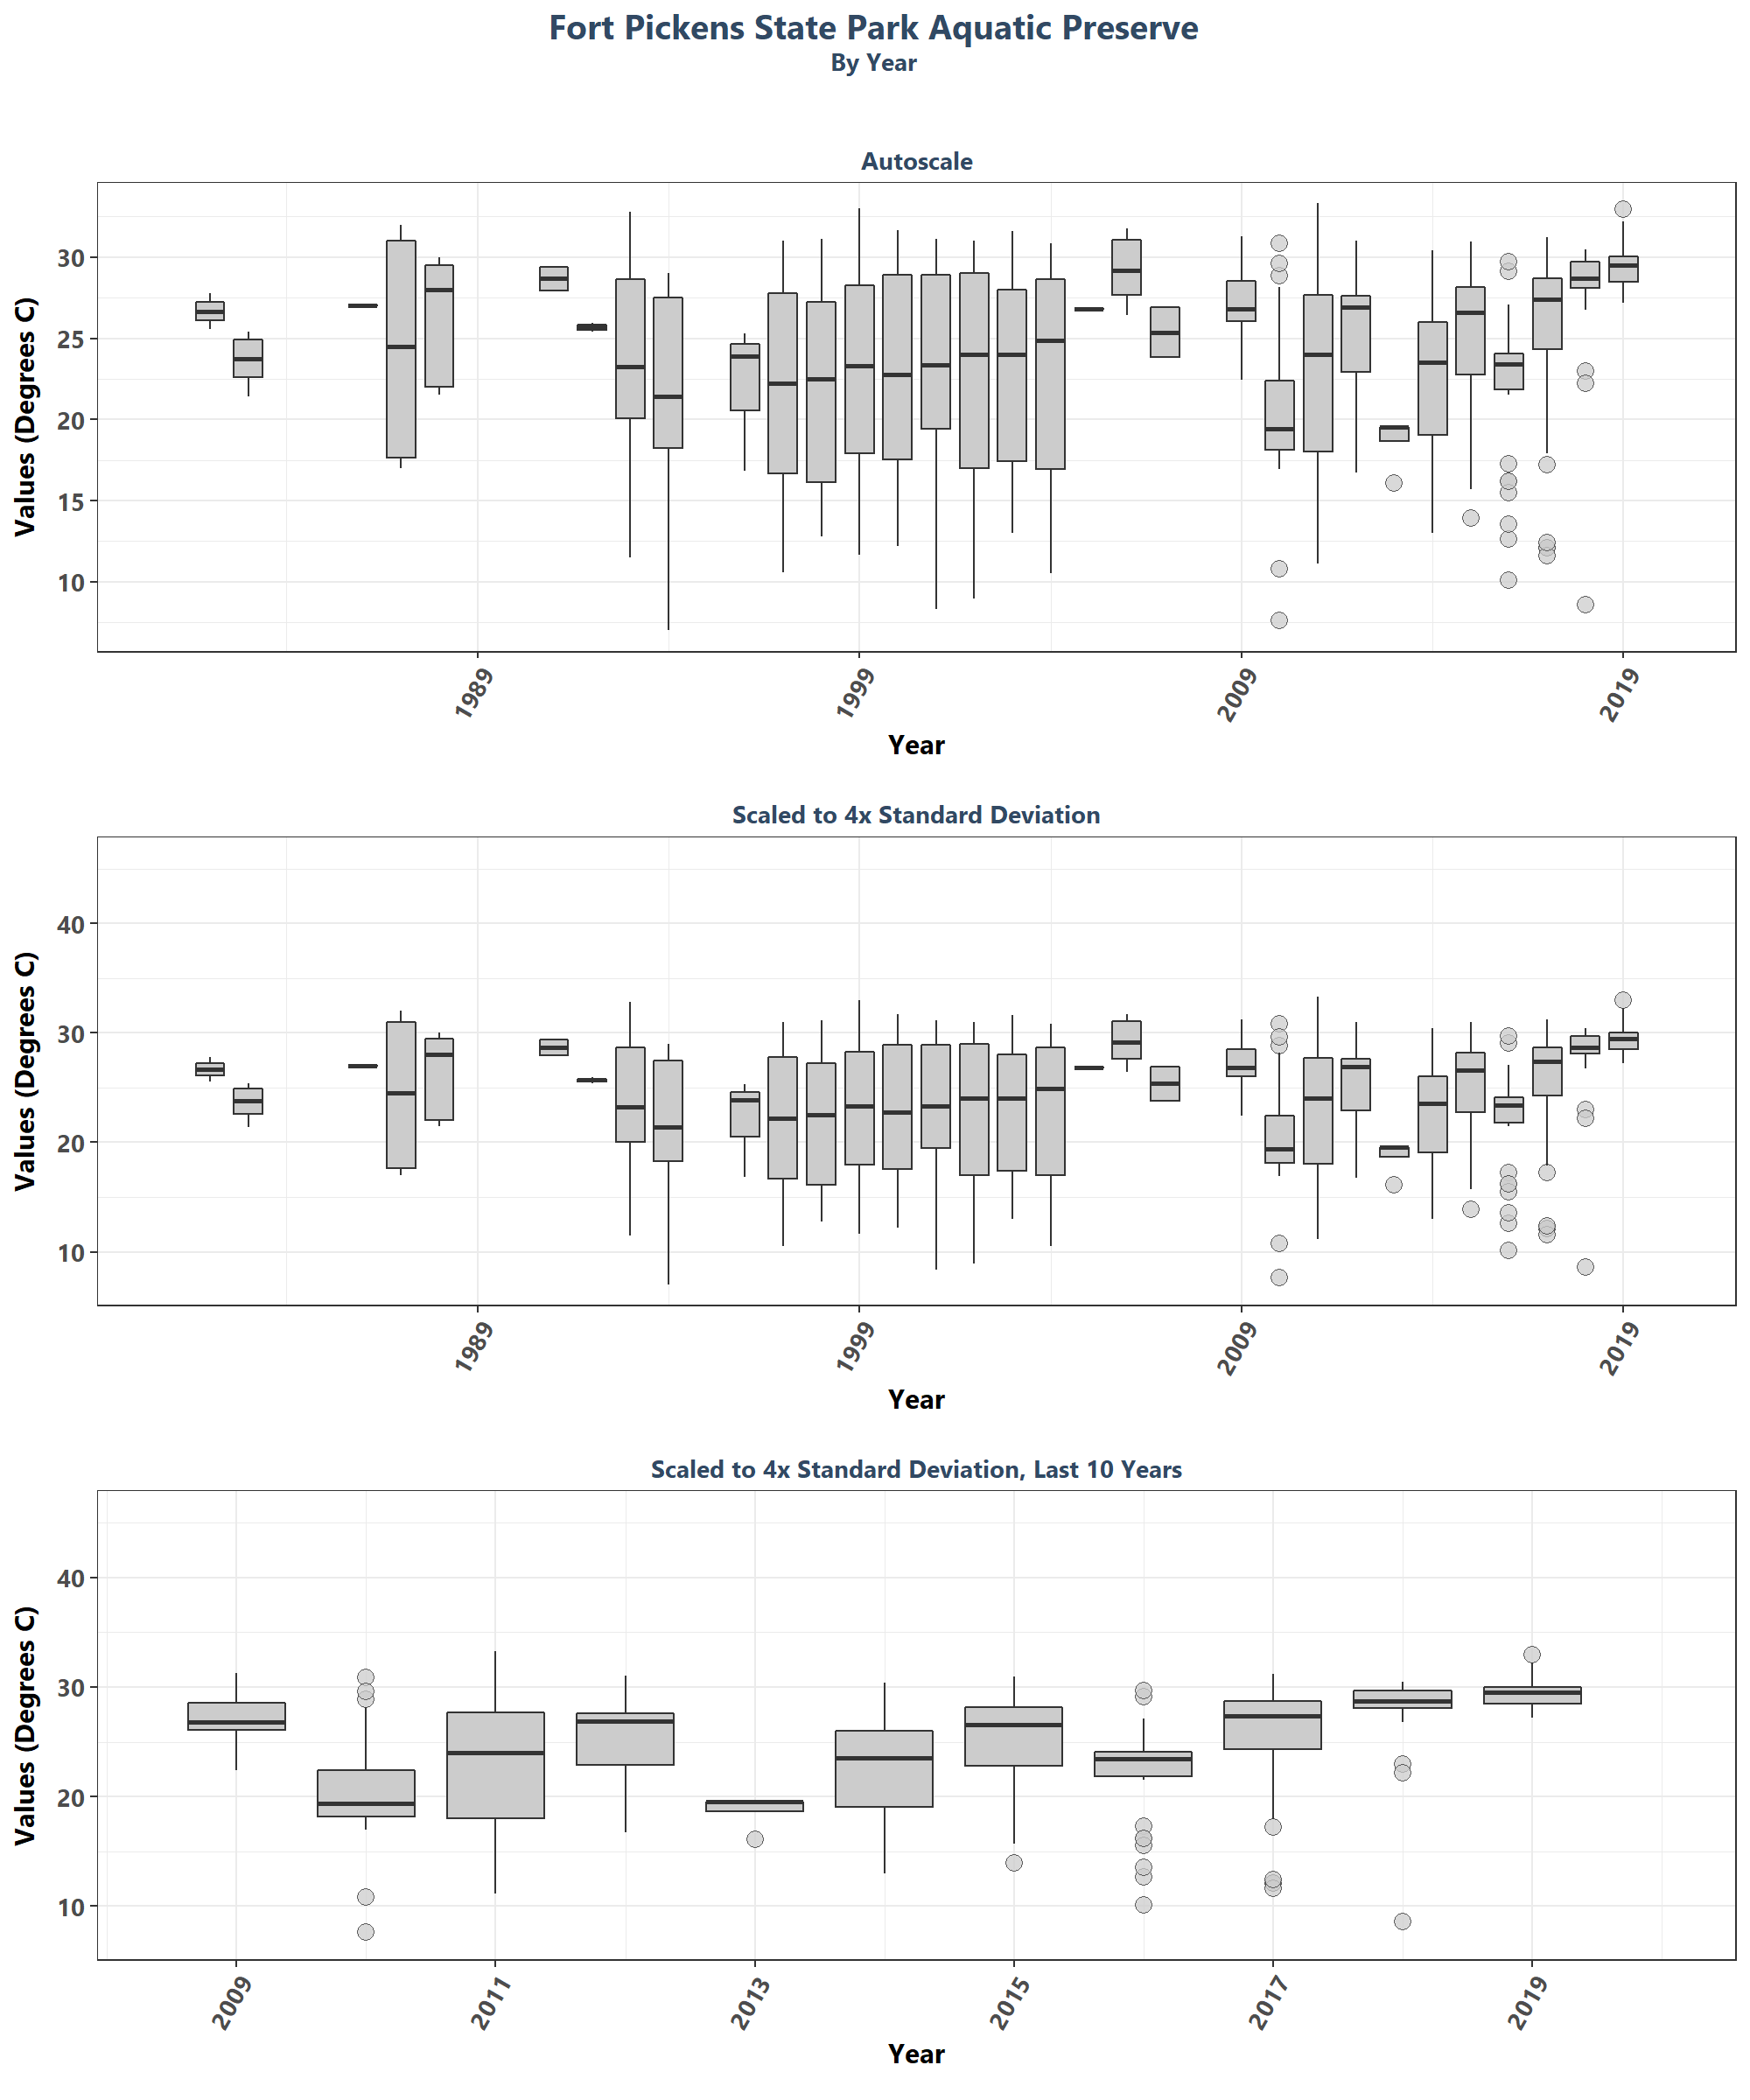 Fort Pickens State Park Aquatic Preserve
By Year
Autoscale
Values (Degrees C)
30
25
20
15
10
1989
1999
2009
2019
Year
Scaled to 4x Standard Deviation
Values (Degrees C)
40
30
20
10
1989
1999
2009
2019
Year
Scaled to 4x Standard Deviation, Last 10 Years
Values (Degrees C)
40
30
20
10
2009
2011
2013
2015
2017
2019
Year